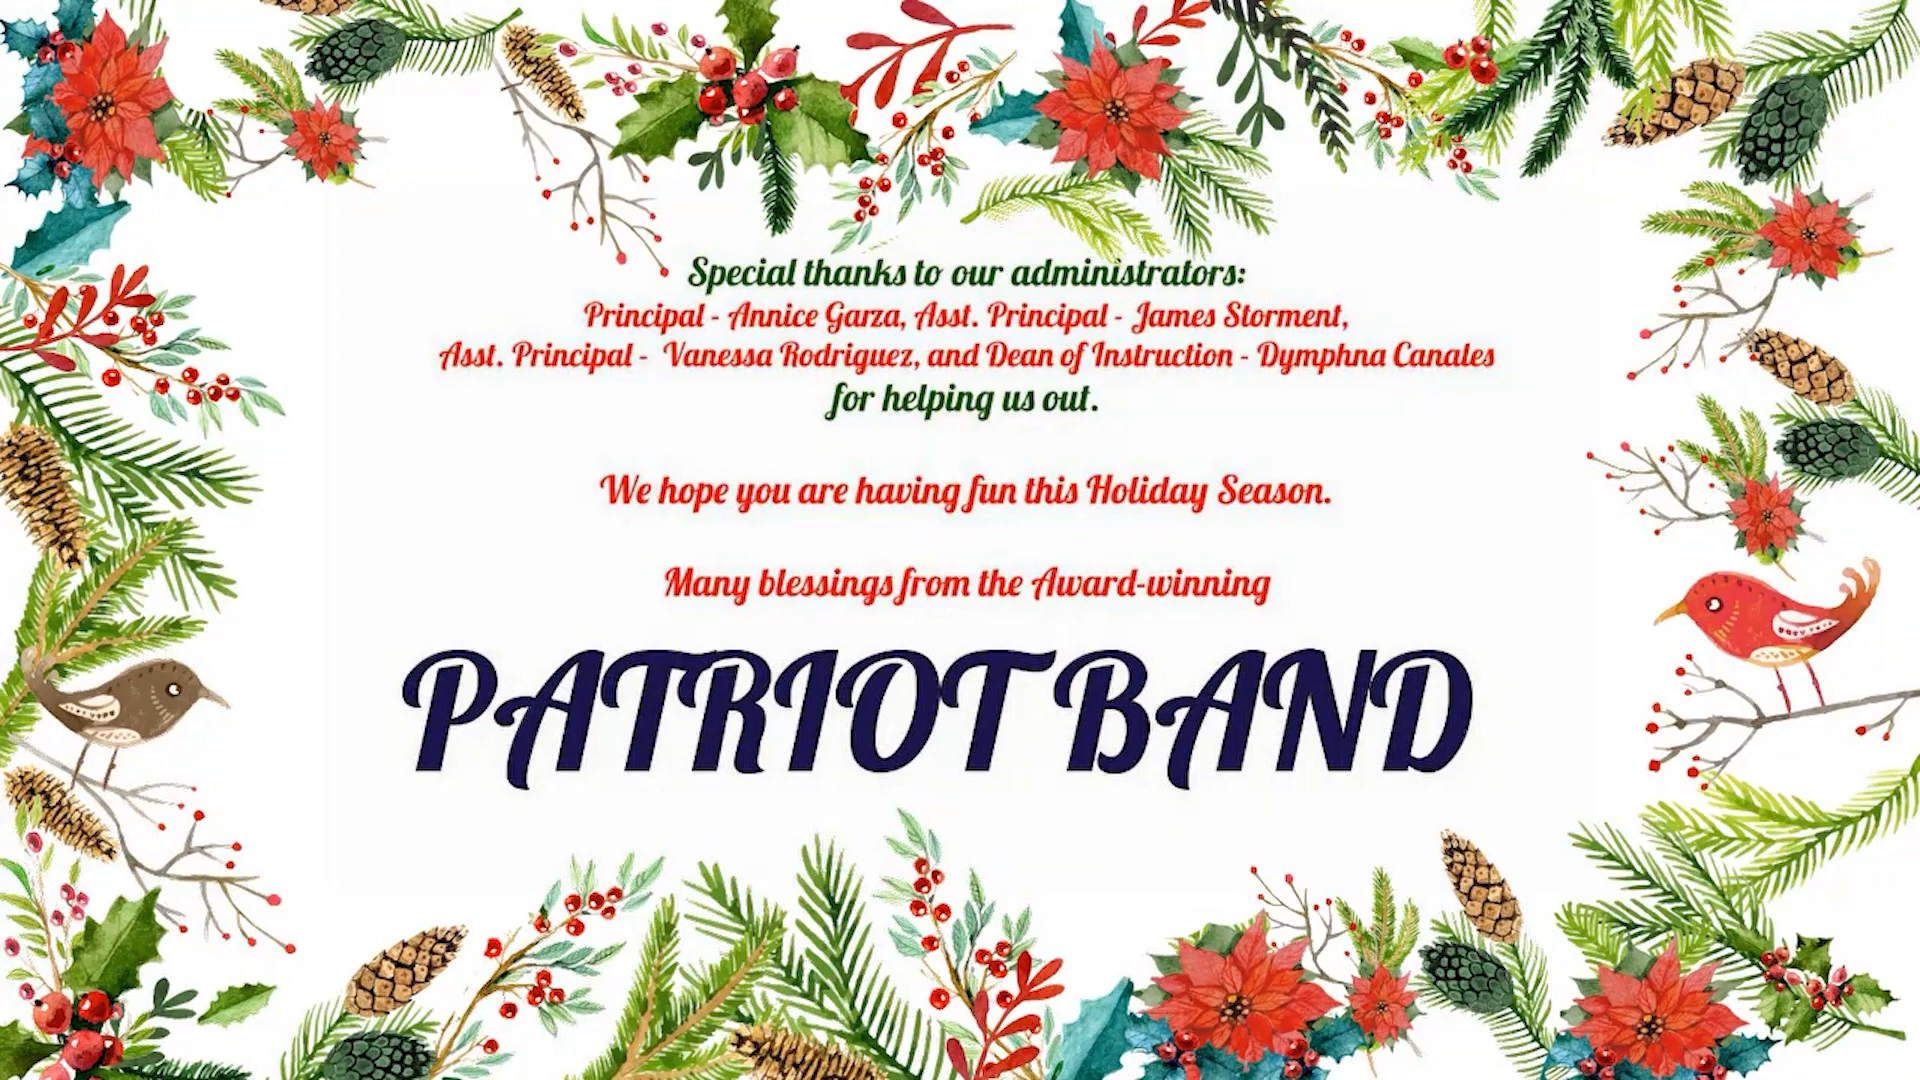 Special thanks to our administrators:
Principal - Annice Garza, Asst. Principal - James Storment,
Asst. Principal -  Vanessa Rodriguez, and Dean of Instruction - Dymphna Canales
for helping us out.
We hope you are having fun this Holiday Season.
Many blessings from the Award-winning
PATRIOT BAND